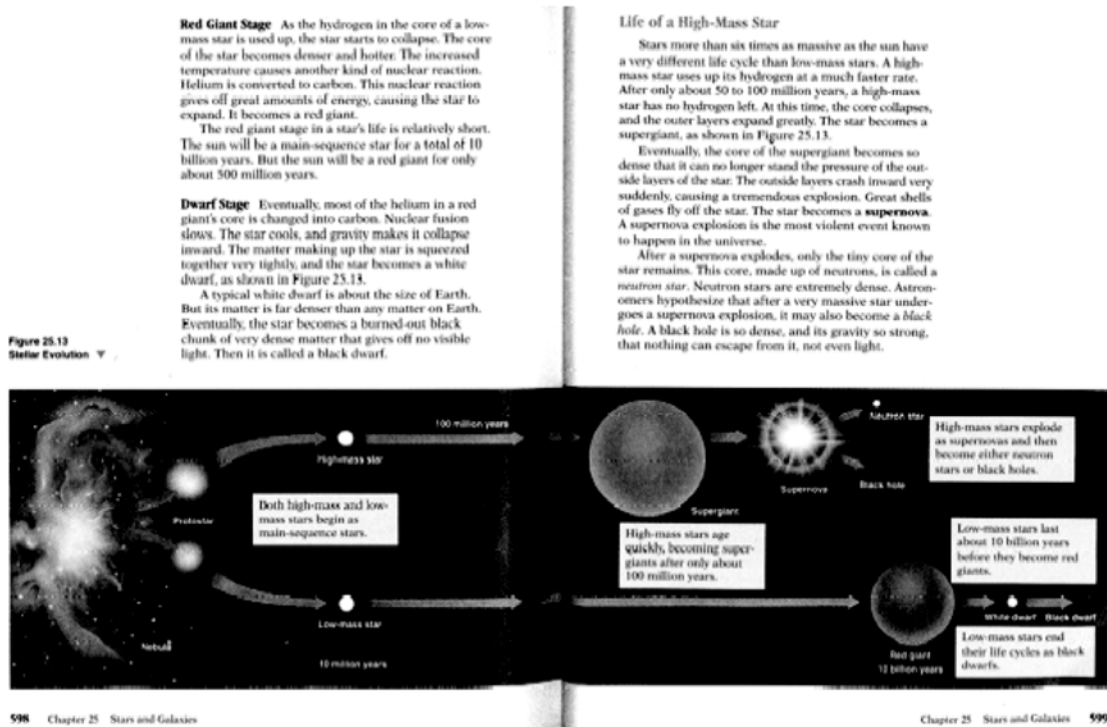 Red Giant Stage As the hydrogen in the core of a low-
mass star is used up, the star starts to collapse. The core
of the star becomes denser and hotter. The increased
temperature causes another kind of nuclear reaction.
Helium is converted to carbon. This nuclear reaction
gives off great amounts of energy, causing the star to
expand. It becomes a red giant.
The red giant stage in a star's life is relatively short.
The sun will be a main-sequence star for a total of 10
billion years. But the sun will be a red giant for only
about 500 million years.
Dwarf Stage Eventually, most of the helium in a red
giant's core is changed into carbon. Nuclear fusion
slows. The star cools, and gravity makes it collapse
inward. The matter making up the star is squeezed
together very tightly, and the star becomes a white
dwarf, as shown in Figure 25.13.
A typical white dwarf is about the size of Earth.
But its matter is far denser than any matter on Earth.
Eventually, the star becomes a burned-out black
chunk of very dense matter that gives off no visible
light. Then it is called a black dwarf.
Figure 25.13
Stellar Evolution ▼
Life of a High-Mass Star
Stars more than six times as massive as the sun have
a very different life cycle than low-mass stars. A high-
mass star uses up its hydrogen at a much faster rate.
After only about 50 to 100 million years, a high-mass
star has no hydrogen left. At this time, the core collapses,
and the outer layers expand greatly. The star becomes a
supergiant, as shown in Figure 25.13.
Eventually, the core of the supergiant becomes so
dense that it can no longer stand the pressure of the out-
side layers of the star. The outside layers crash inward very
suddenly, causing a tremendous explosion. Great shells
of gases fly off the star. The star becomes a supernova.
A supernova explosion is the most violent event known
to happen in the universe.
After a supernova explodes, only the tiny core of the
star remains. This core, made up of neutrons, is called a
neutron star. Neutron stars are extremely dense. Astron-
omers hypothesize that after a very massive star under-
goes a supernova explosion, it may also become a black
hole. A black hole is so dense, and its gravity so strong,
that nothing can escape from it, not even light.
Nebula
Protostar
High-mass star
100 million years
Both high-mass and low-
mass stars begin as
main-sequence stars.
Low-mass star
10 million years
Supergiant
High-mass stars age
quickly, becoming super-
giants after only about
100 million years.
Supernova
Neutron star
Black hole
High-mass stars explode
as supernovas and then
become either neutron
stars or black holes.
Low-mass stars last
about 10 billion years
before they become red
giants.
Red giant
10 billion years
White dwarf
Black dwarf
Low-mass stars end
their life cycles as black
dwarfs.
598 Chapter 25 Stars and Galaxies
Chapter 25 Stars and Galaxies 599